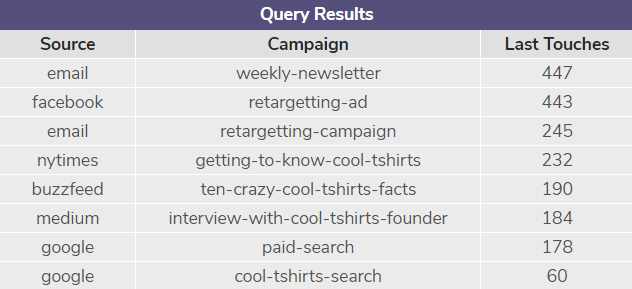 Query Results
Source Campaign Last Touches
email weekly-newsletter 447
facebook retargetting-ad 443
email retargetting-campaign 245
nytimes getting-to-know-cool-tshirts 232
buzzfeed ten-crazy-cool-tshirts-facts 190
medium interview-with-cool-tshirts-founder 184
google paid-search 178
google cool-tshirts-search 60